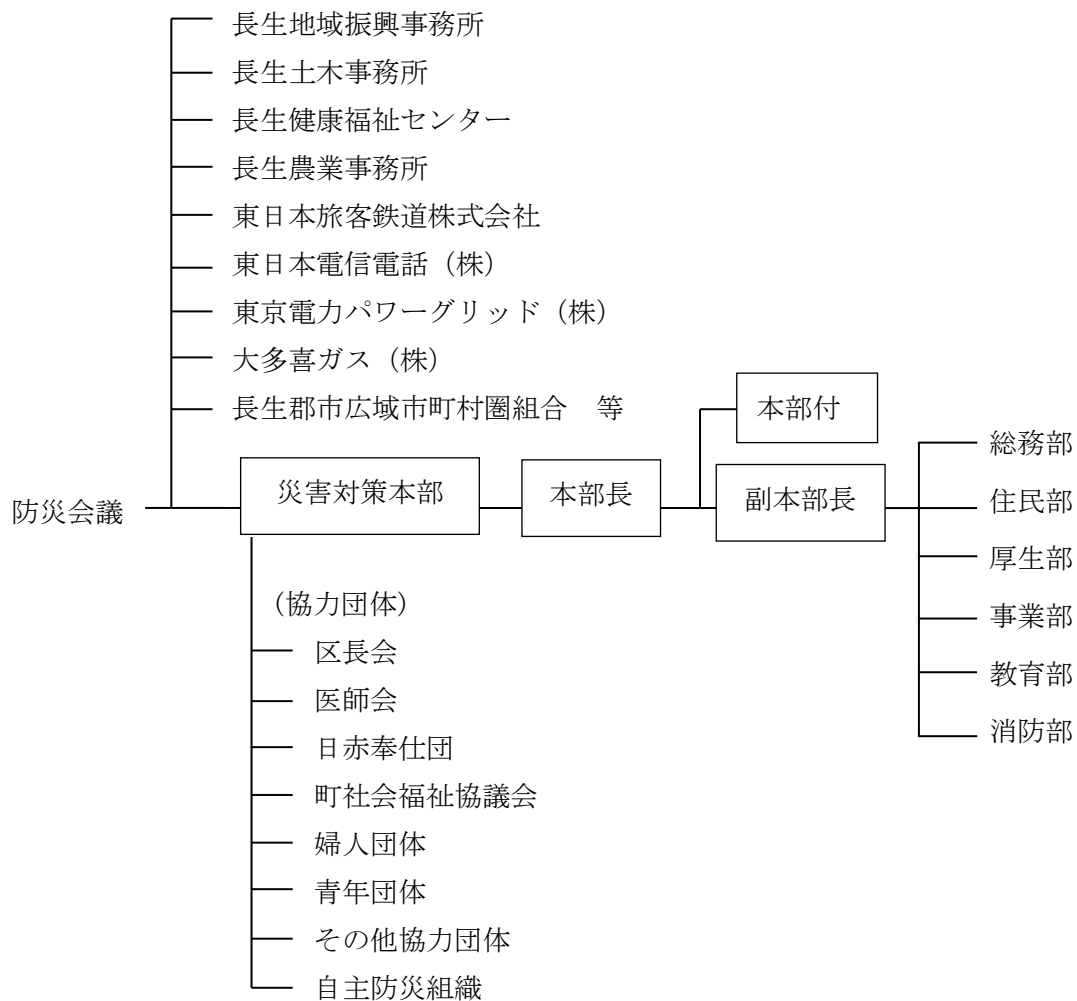 長生地域振興事務所
長生土木事務所
長生健康福祉センター
長生農業事務所
東日本旅客鉄道株式会社
東日本電信電話（株）
東京電力パワーグリッド（株）
大多喜ガス（株）
長生郡市広域市町村圏組合　等
防災会議
災害対策本部
本部長
本部付
副本部長
総務部
住民部
厚生部
事業部
教育部
消防部
（協力団体）
区長会
医師会
日赤奉仕団
町社会福祉協議会
婦人団体
青年団体
その他協力団体
自主防災組織